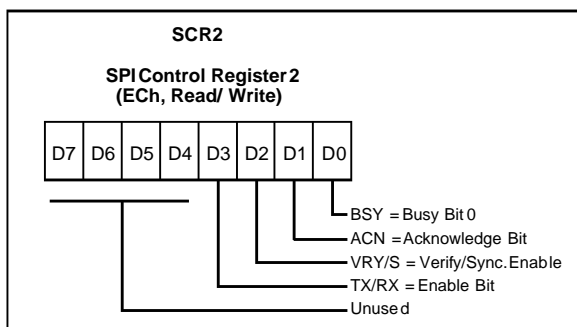 SCR2
SPI Control Register 2
(ECh, Read/ Write)
D7 D6 D5 D4 D3 D2 D1 D0
BSY = Busy Bit 0
ACN = Acknowledge Bit
VRY/S = Verify/Sync. Enable
TX/RX = Enable Bit
Unused